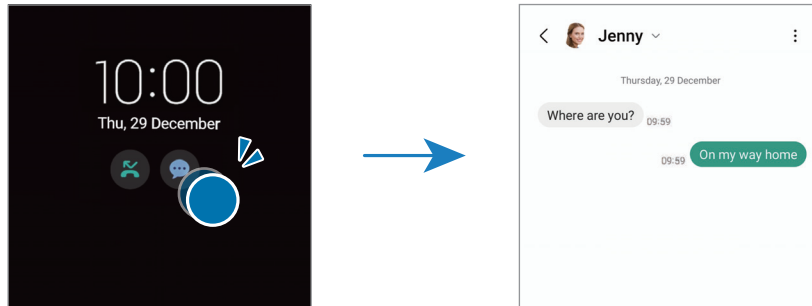 10:00
Thu, 29 December
Jenny
Thursday, 29 December
Where are you? 09:59
09:59 On my way home